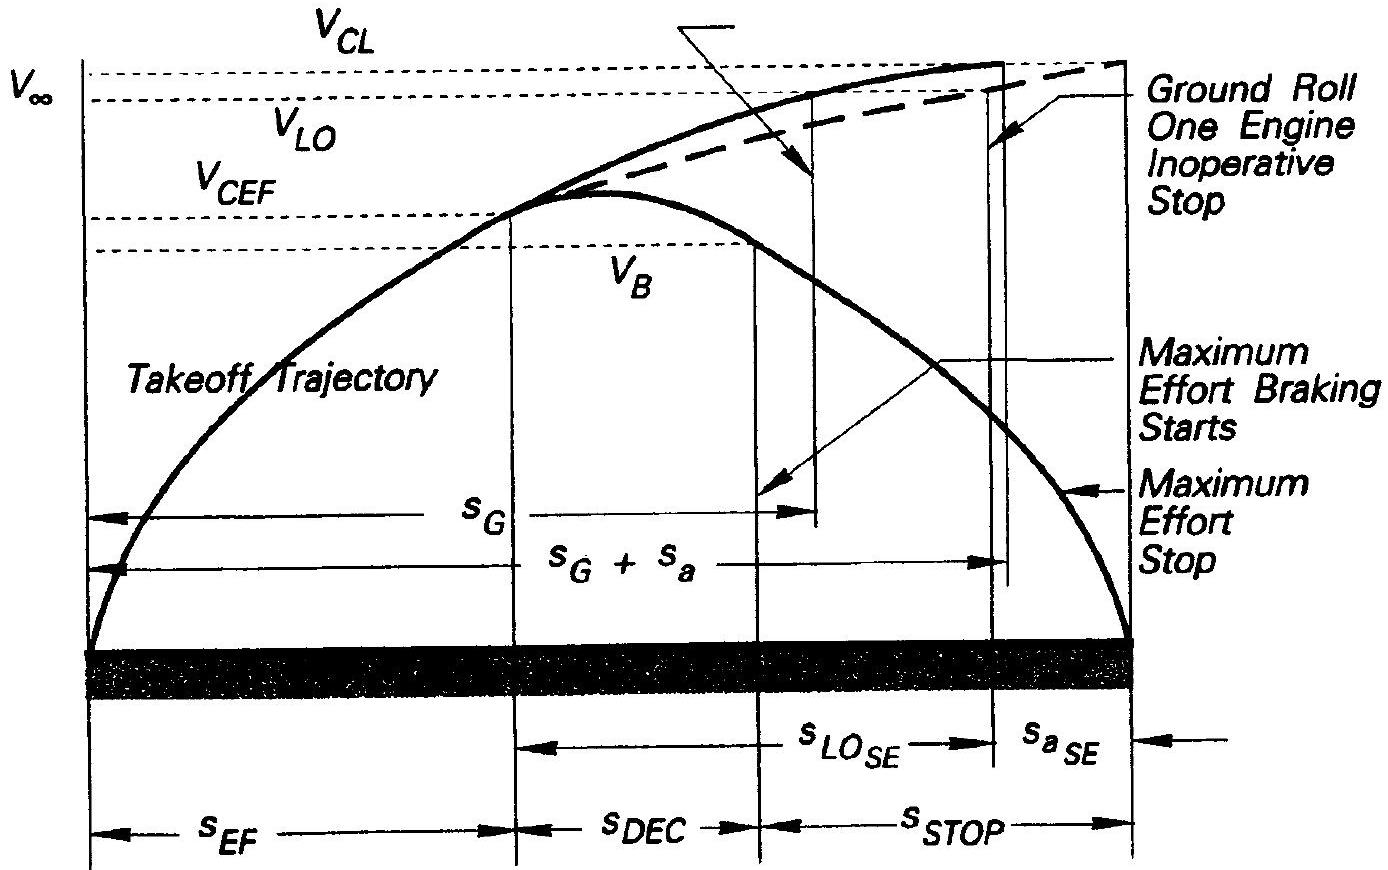 V_CL
V_∞
V_LO
V_CEF
V_B
Ground Roll
One Engine
Inoperative
Stop
Takeoff Trajectory
Maximum
Effort Braking
Starts
Maximum
Effort
Stop
s_G
s_G + s_a
s_LO_SE
s_a_SE
s_EF
s_DEC
s_STOP